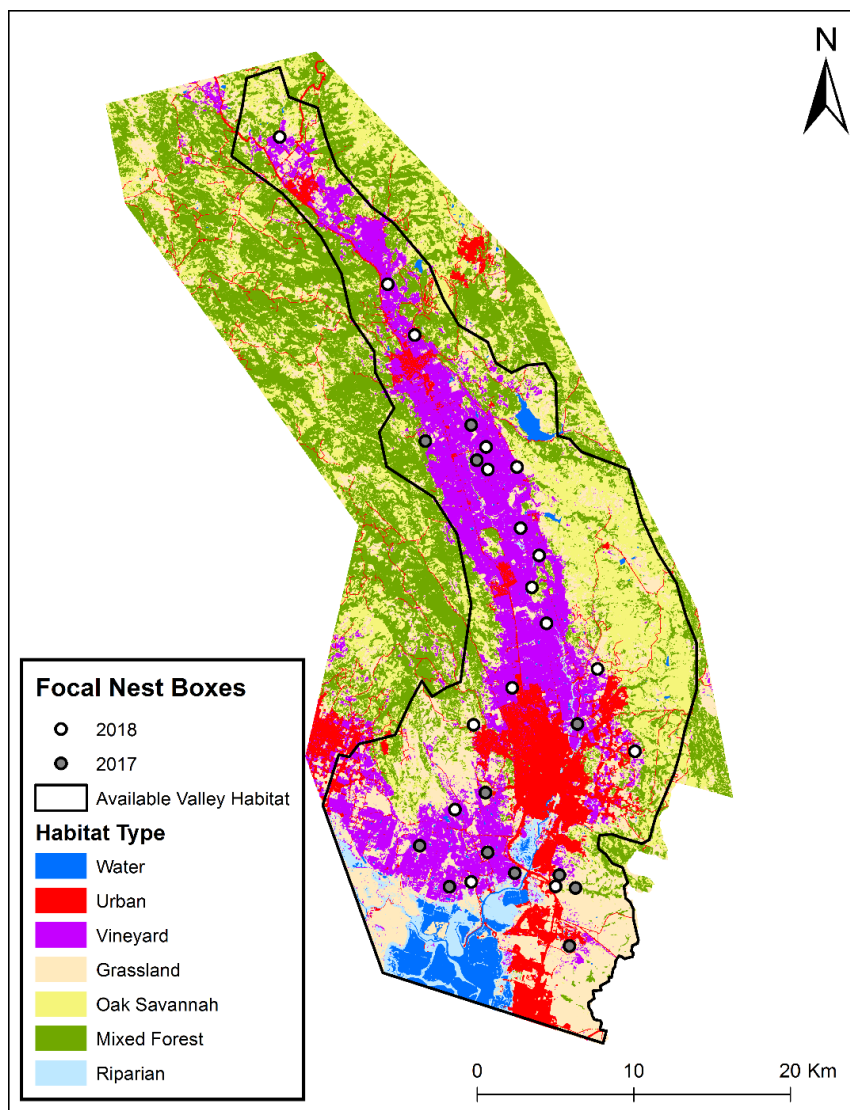 N
Focal Nest Boxes
2018
2017
Available Valley Habitat
Habitat Type
Water
Urban
Vineyard
Grassland
Oak Savannah
Mixed Forest
Riparian
0 10 20 Km